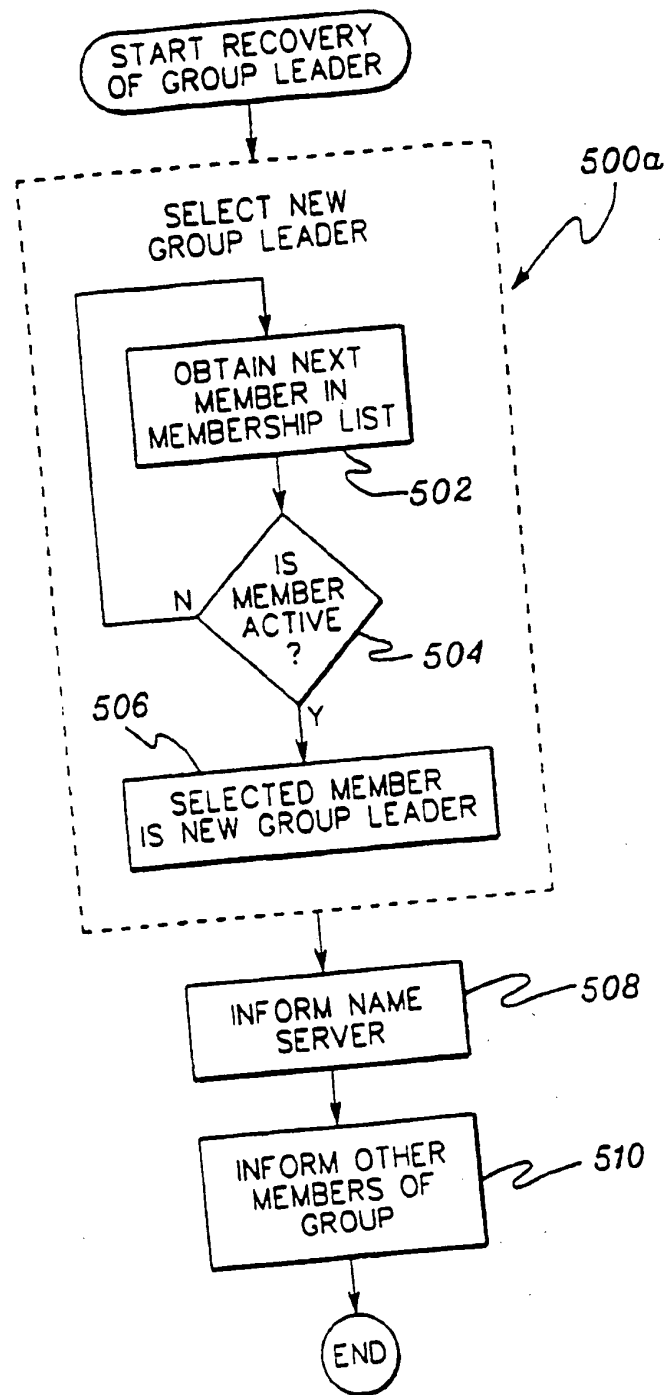 START RECOVERY
OF GROUP LEADER
500a
SELECT NEW
GROUP LEADER
OBTAIN NEXT
MEMBER IN
MEMBERSHIP LIST
502
IS
MEMBER
ACTIVE
?
N
504
Y
506
SELECTED MEMBER
IS NEW GROUP LEADER
INFORM NAME
SERVER
508
INFORM OTHER
MEMBERS OF
GROUP
510
END